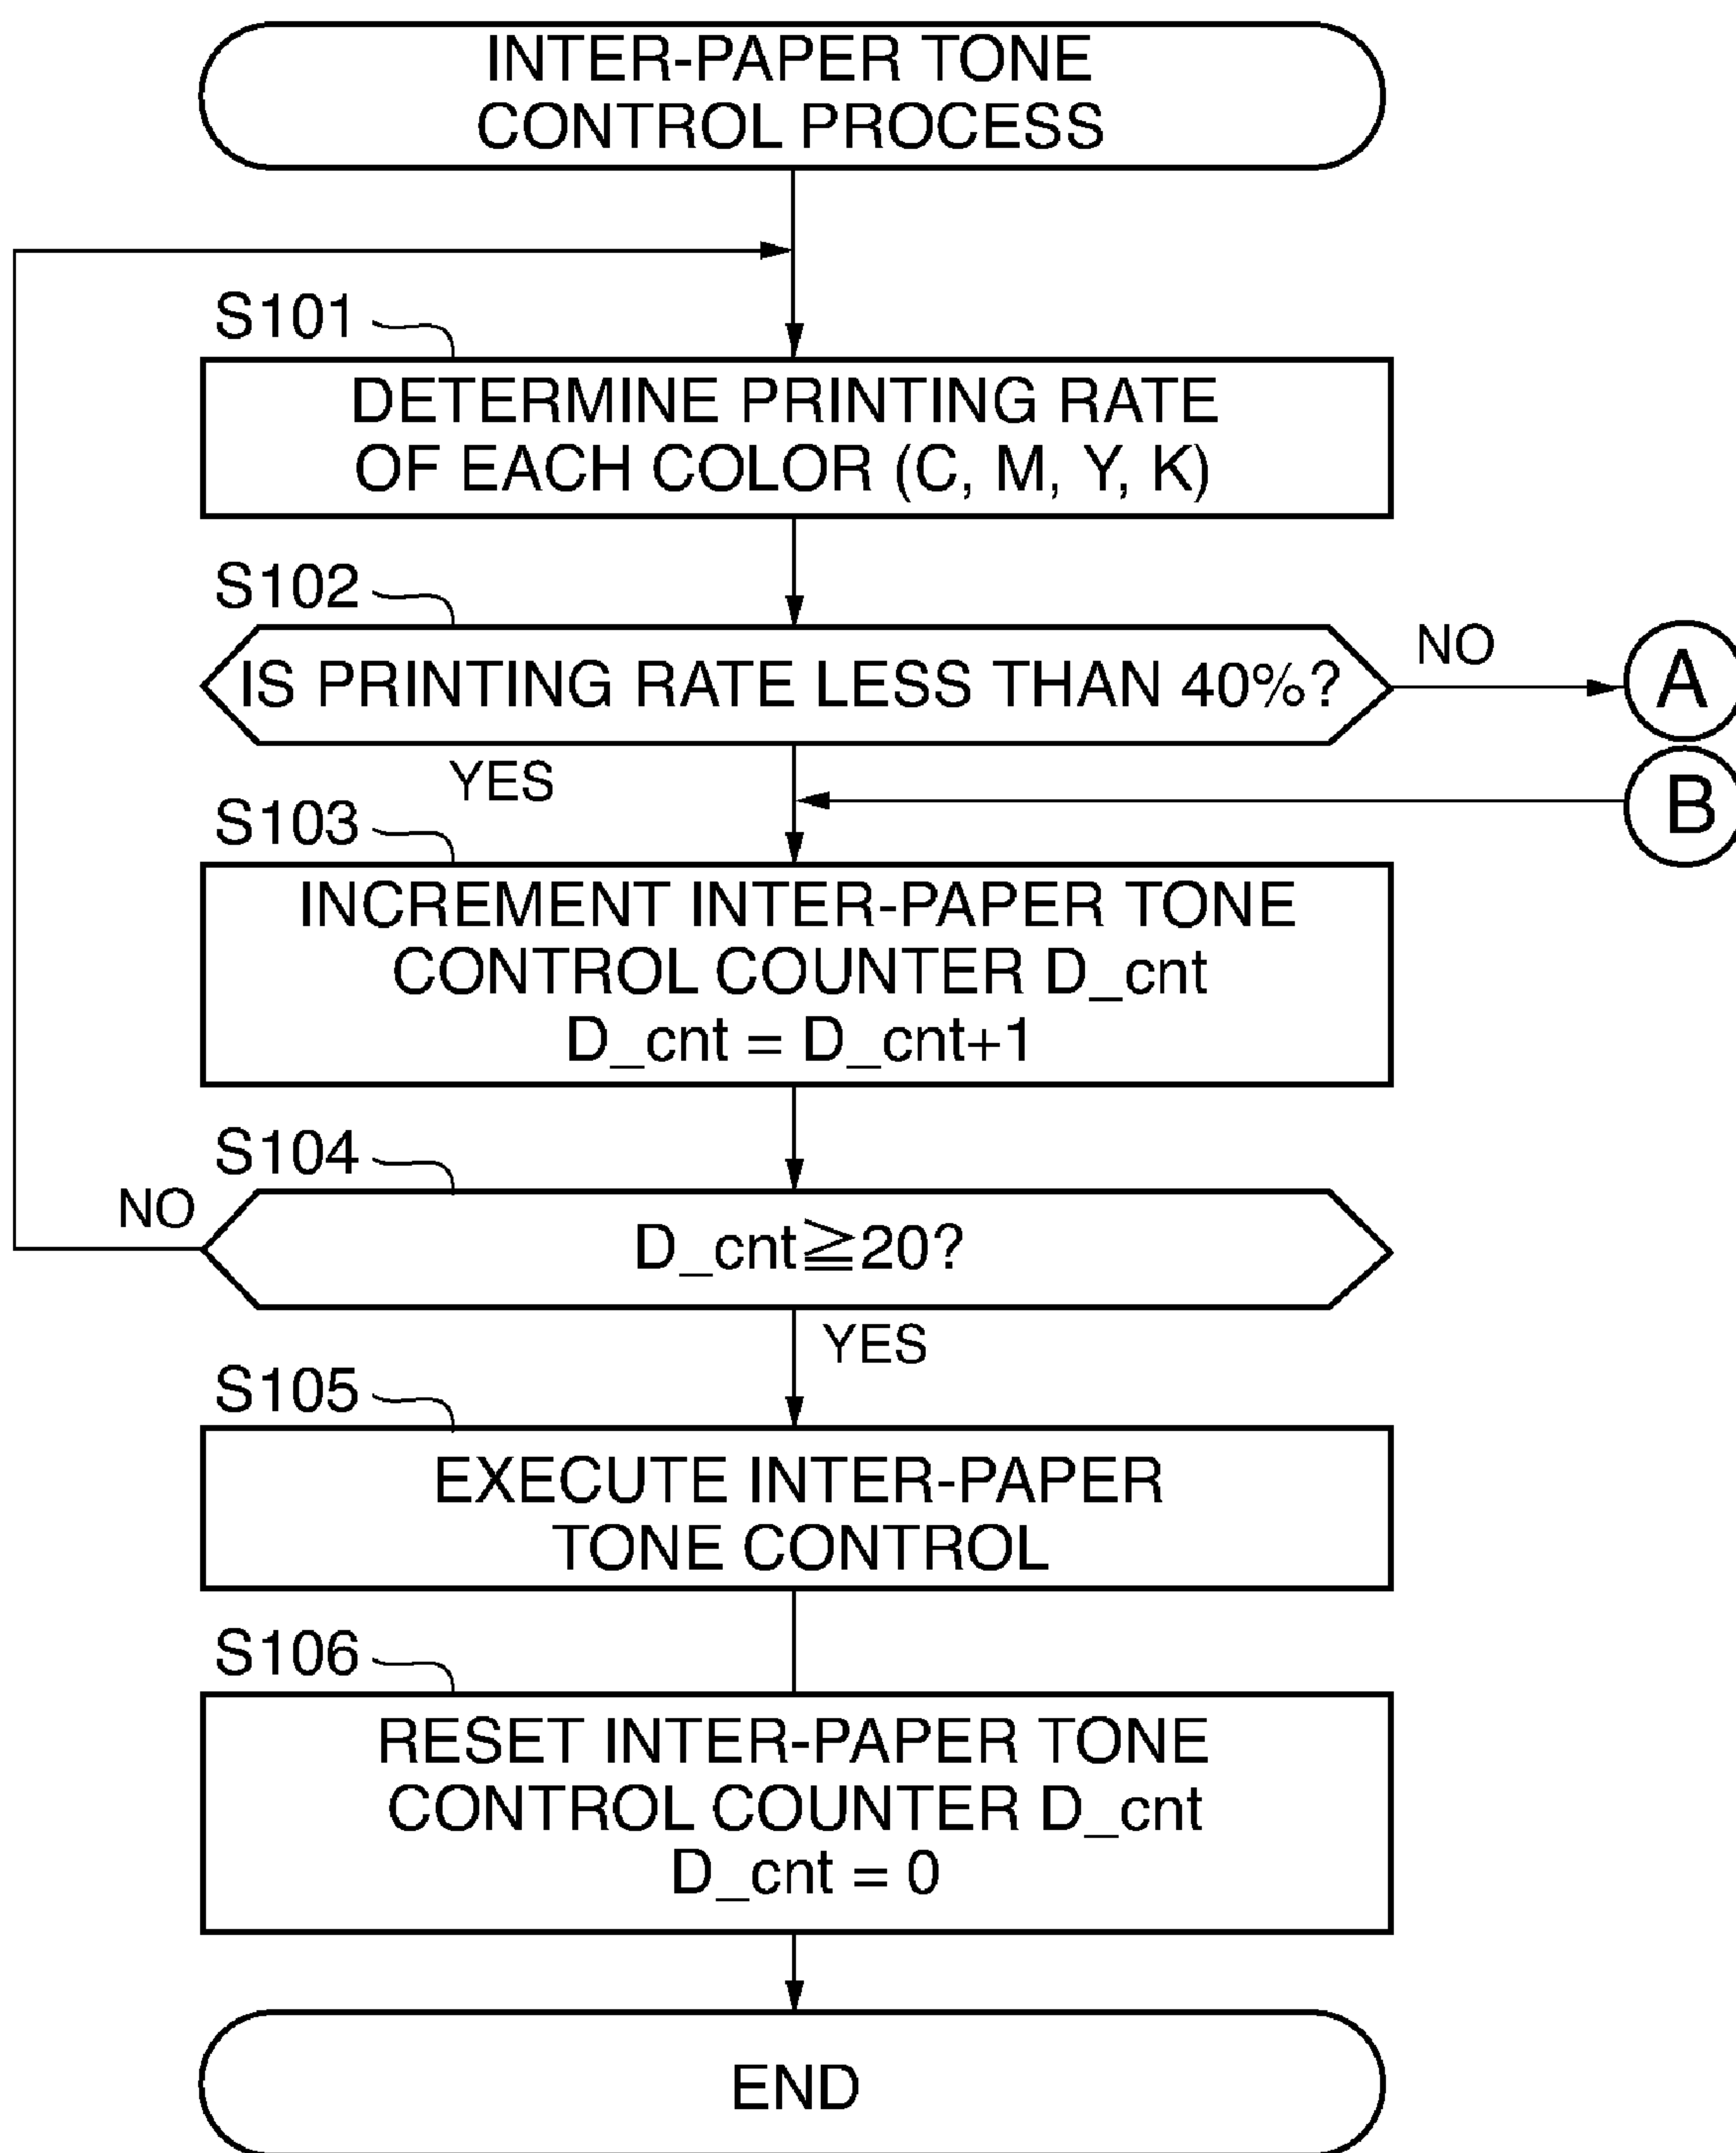 INTER-PAPER TONE
CONTROL PROCESS
S101
DETERMINE PRINTING RATE
OF EACH COLOR (C, M, Y, K)
S102
IS PRINTING RATE LESS THAN 40%?
NO
A
YES
B
S103
INCREMENT INTER-PAPER TONE
CONTROL COUNTER D_cnt
D_cnt = D_cnt+1
S104
NO
D_cnt≧20?
YES
S105
EXECUTE INTER-PAPER
TONE CONTROL
S106
RESET INTER-PAPER TONE
CONTROL COUNTER D_cnt
D_cnt = 0
END